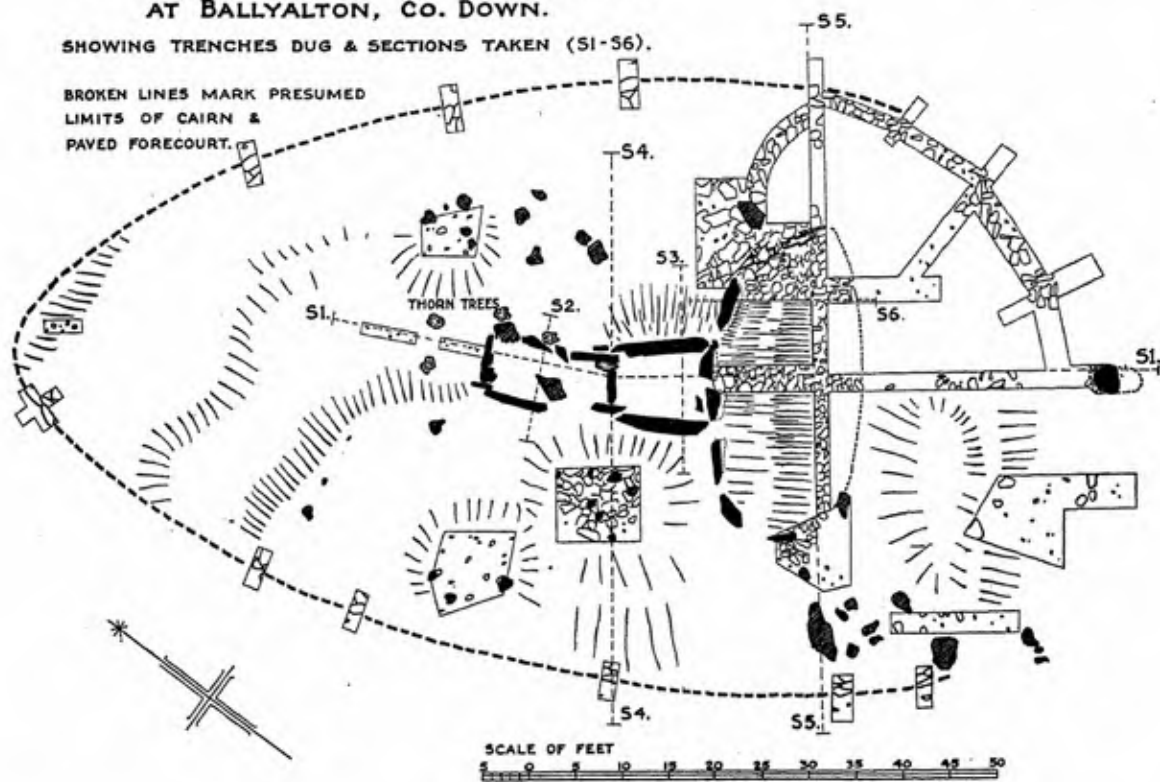 AT BALLYALTON, CO. DOWN.
SHOWING TRENCHES DUG & SECTIONS TAKEN (S1-S6).
BROKEN LINES MARK PRESUMED
LIMITS OF CAIRN &
PAVED FORECOURT.
S5.
S4.
S3.
THORN TREES
S1.
S2.
S6.
S1.
S4.
S5.
SCALE OF FEET
5 0 5 10 15 20 25 30 35 40 45 50